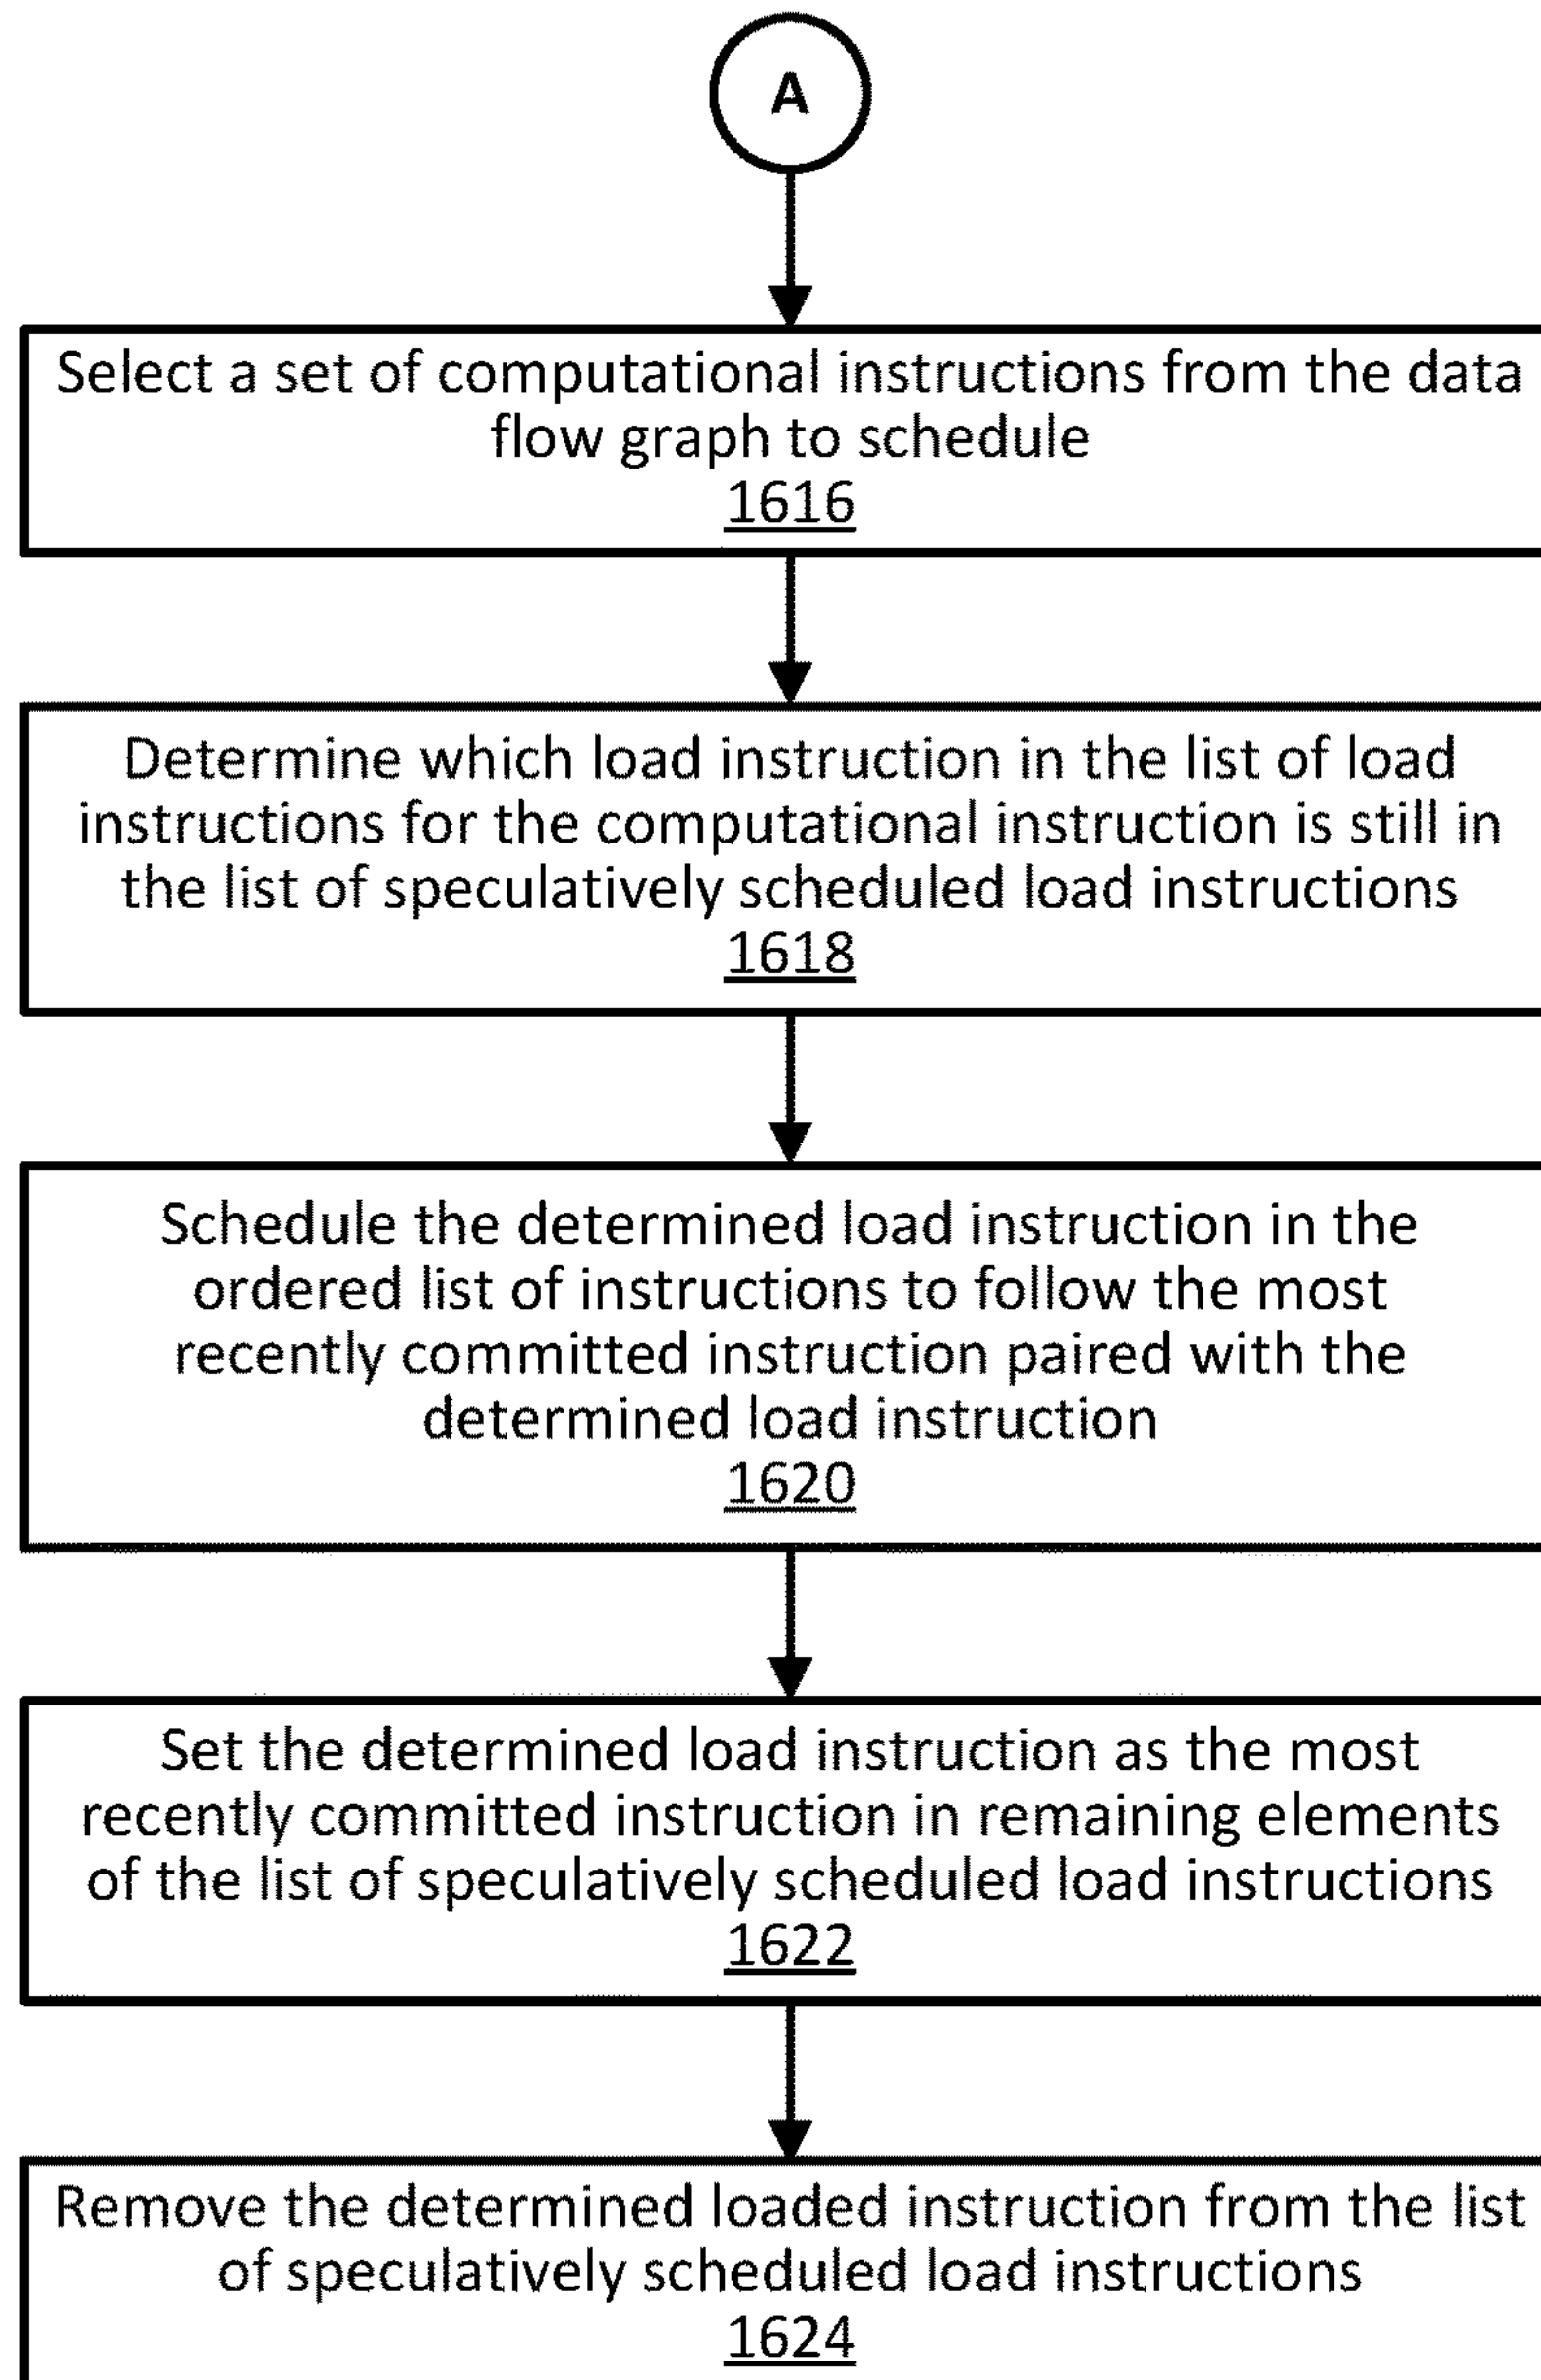 A
Select a set of computational instructions from the data
flow graph to schedule
1616
Determine which load instruction in the list of load
instructions for the computational instruction is still in
the list of speculatively scheduled load instructions
1618
Schedule the determined load instruction in the
ordered list of instructions to follow the most
recently committed instruction paired with the
determined load instruction
1620
Set the determined load instruction as the most
recently committed instruction in remaining elements
of the list of speculatively scheduled load instructions
1622
Remove the determined loaded instruction from the list
of speculatively scheduled load instructions
1624